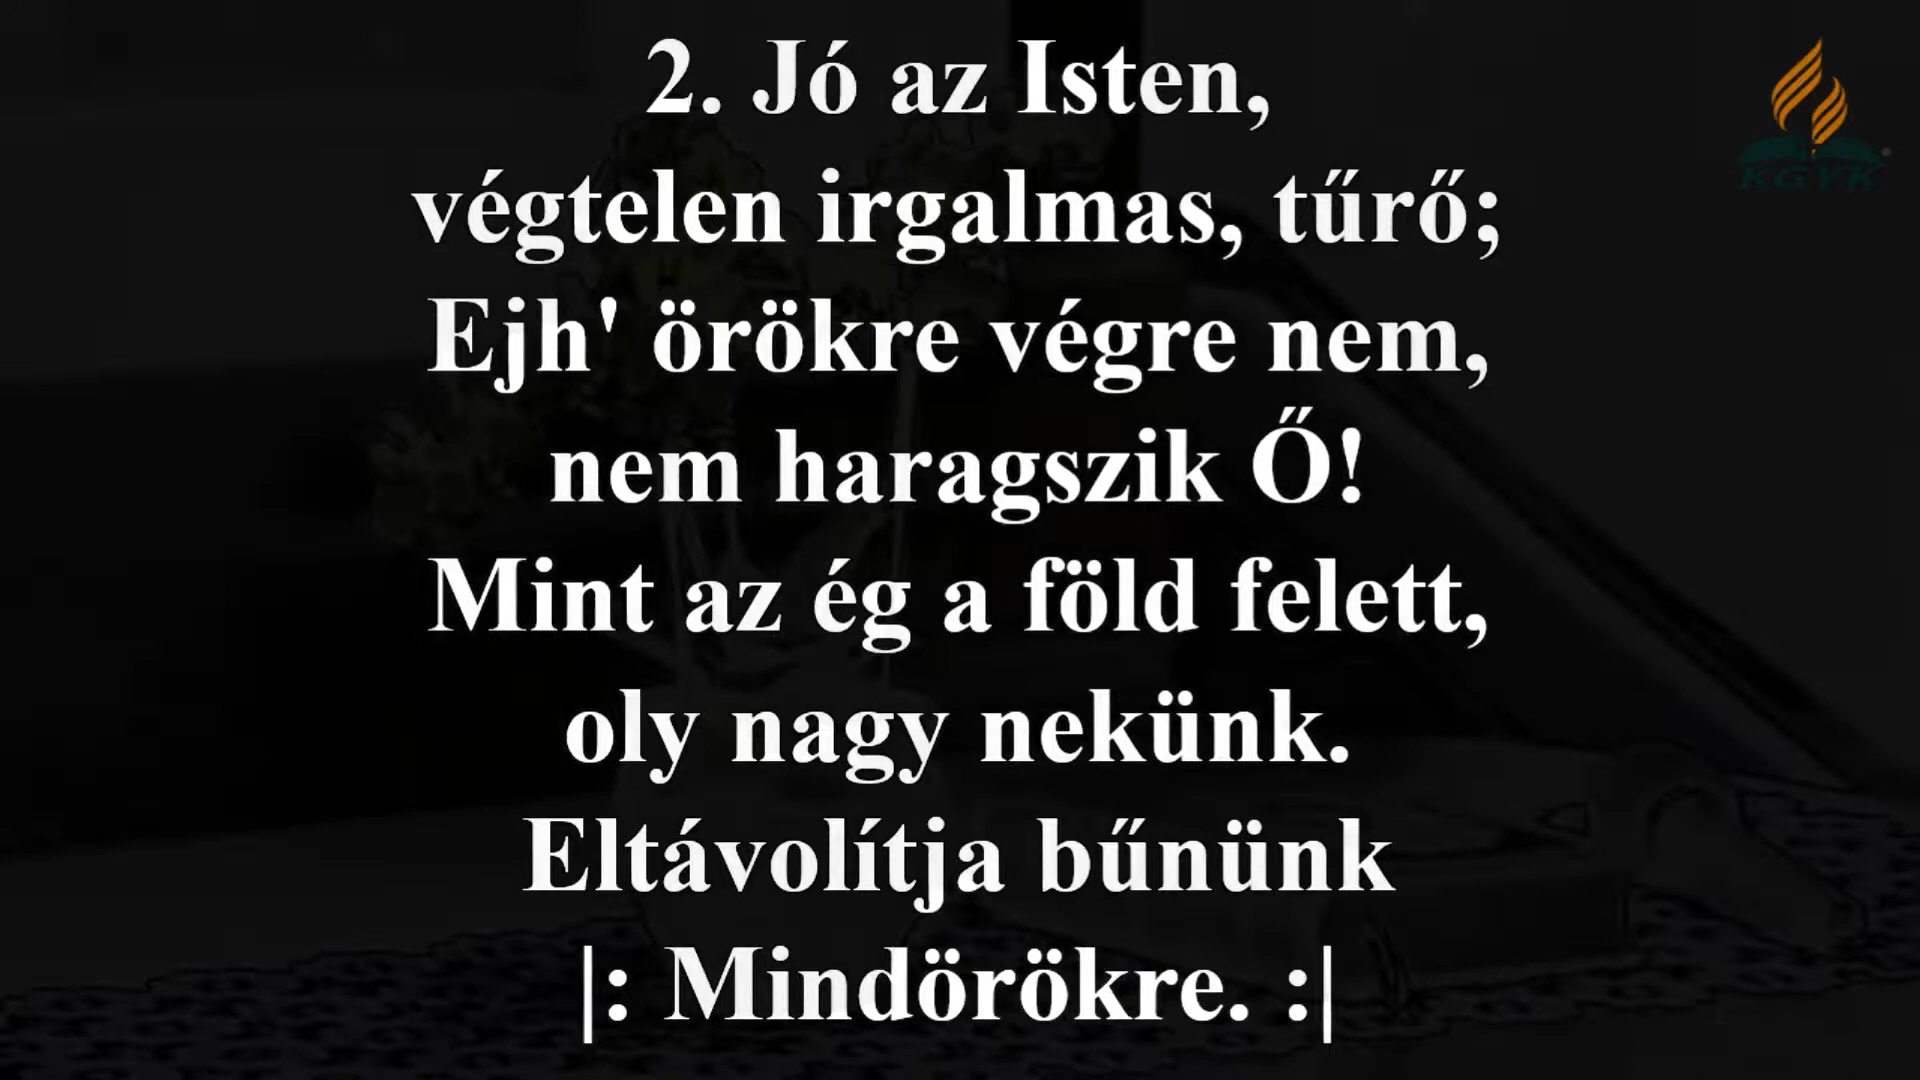 2. Jó az Isten,
végtelen irgalmas, tűrő;
Ejh' örökre végre nem,
nem haragszik Ő!
Mint az ég a föld felett,
oly nagy nekünk.
Eltávolítja bűnünk
|: Mindörökre. :|
KGYK